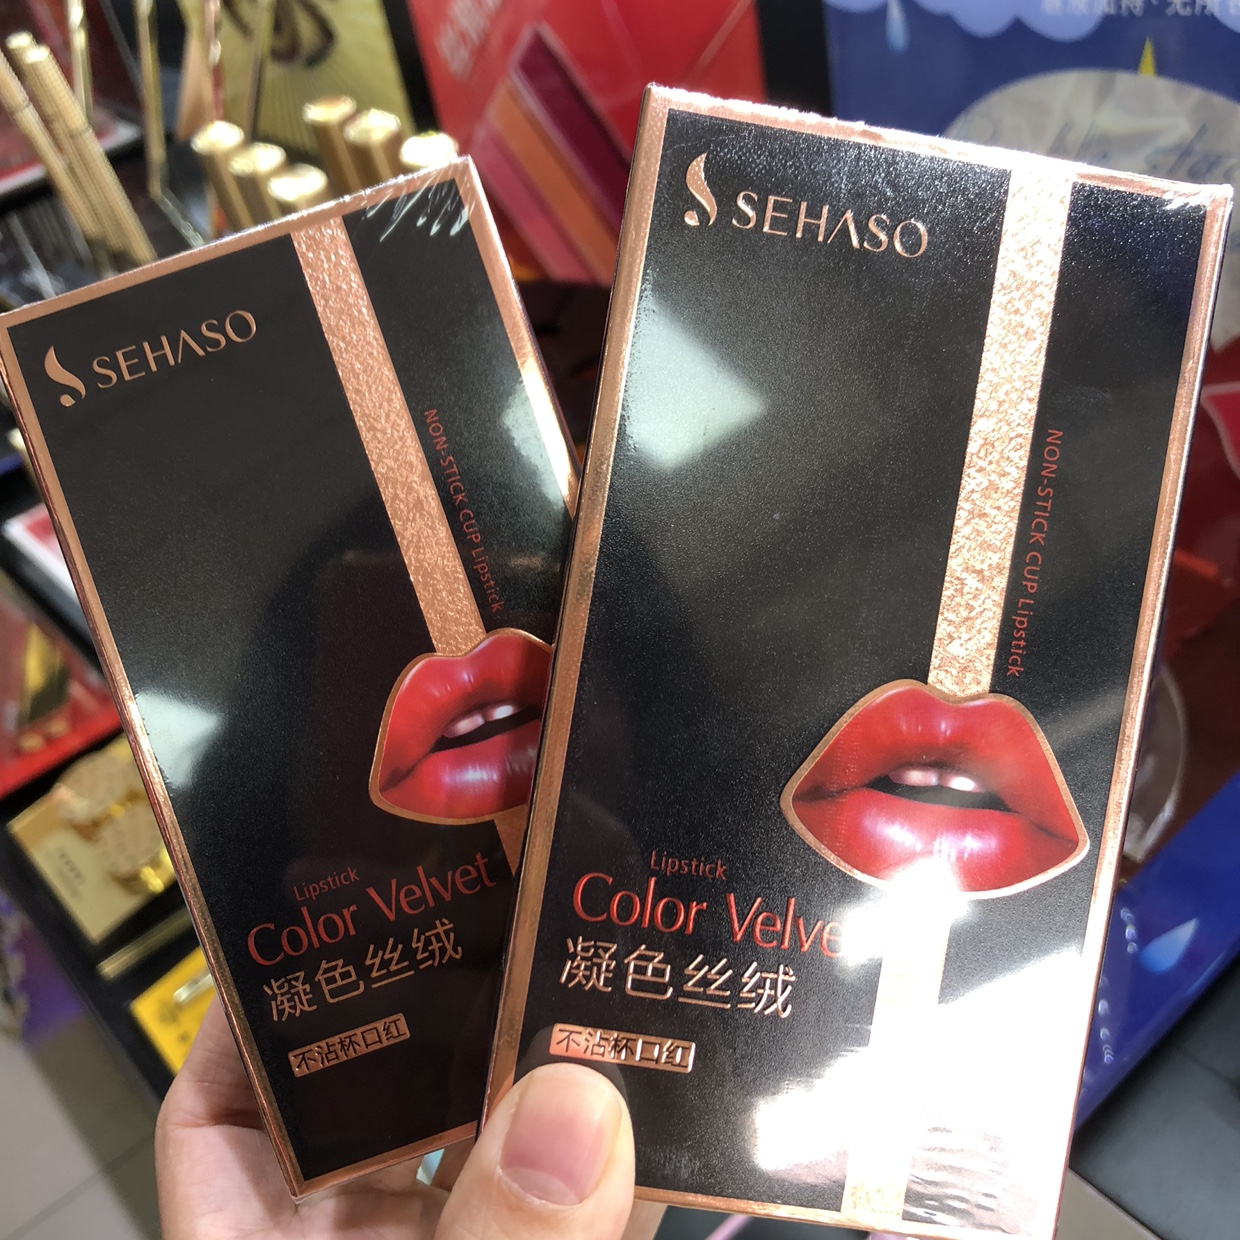 SEHASO
NON-STICK CUP Lipstick
Lipstick
Color Velvet
凝色丝绒
不沾杯口红
SEHASO
NON-STICK CUP Lipstick
Lipstick
Color Velve
凝色丝绒
不沾杯口红